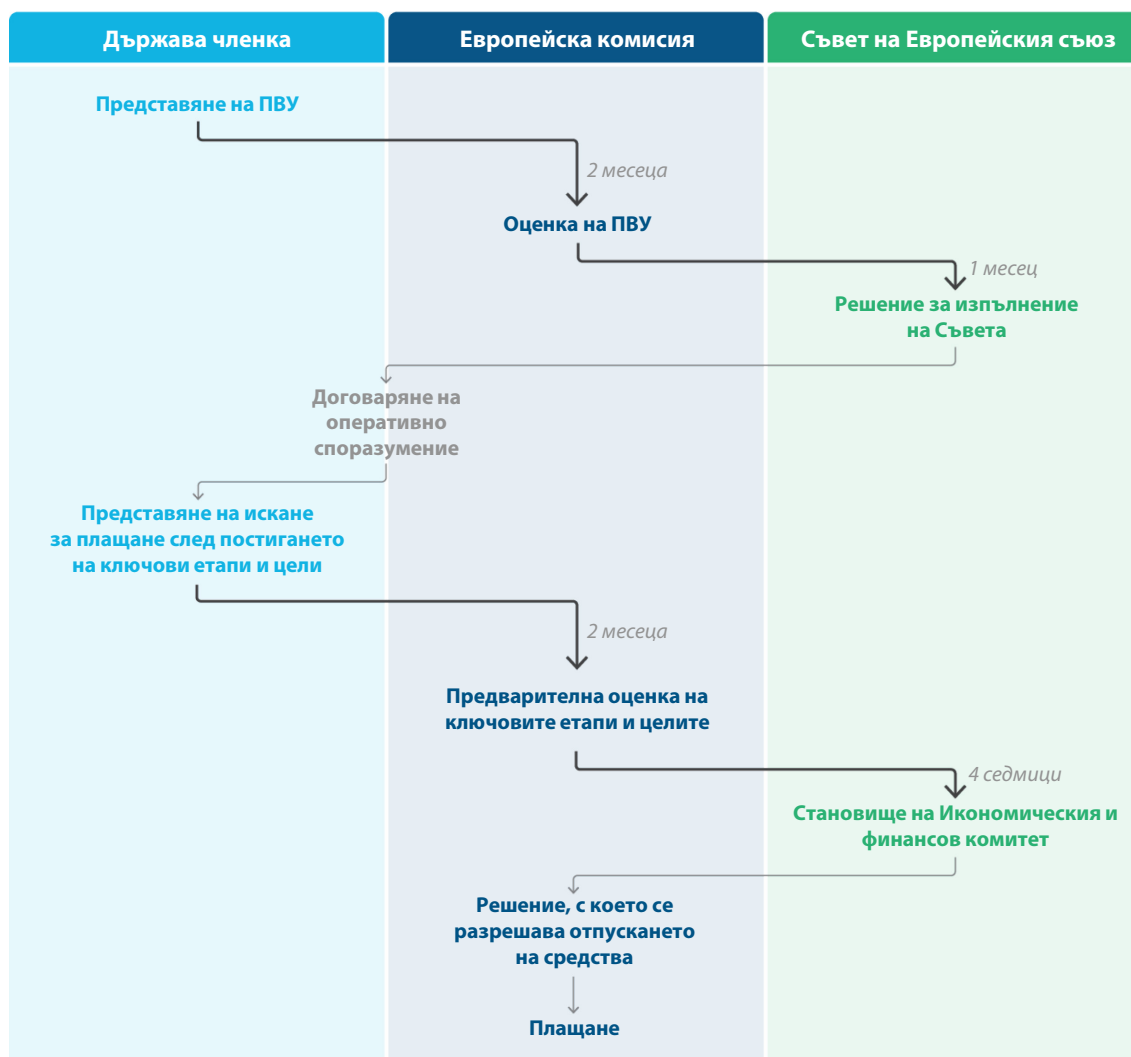 Държава членка
Европейска комисия
Съвет на Европейския съюз
Представяне на ПВУ
2 месеца
Оценка на ПВУ
1 месец
Решение за изпълнение
на Съвета
Договаряне на
оперативно
споразумение
Представяне на искане
за плащане след постигането
на ключови етапи и цели
2 месеца
Предварителна оценка на
ключовите етапи и целите
4 седмици
Становище на Икономическия и
финансов комитет
Решение, с което се
разрешава отпускането
на средства
Плащане